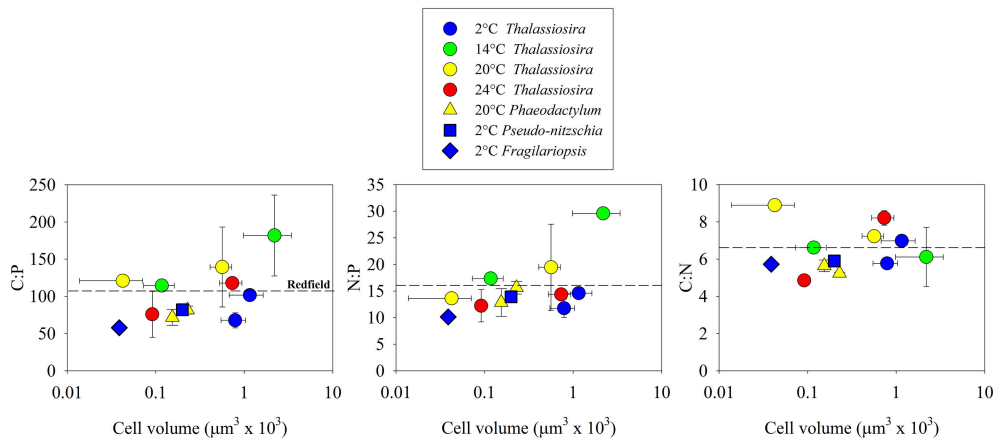 2°C Thalassiosira
14°C Thalassiosira
20°C Thalassiosira
24°C Thalassiosira
20°C Phaeodactylum
2°C Pseudo-nitzschia
2°C Fragilariopsis
250
200
150
100
50
0
C:P
Redfield
0.01
0.1
1
10
Cell volume (μm³ x 10³)
35
30
25
20
15
10
5
0
N:P
0.01
0.1
1
10
Cell volume (μm³ x 10³)
10
8
6
4
2
0
C:N
0.01
0.1
1
10
Cell volume (μm³ x 10³)